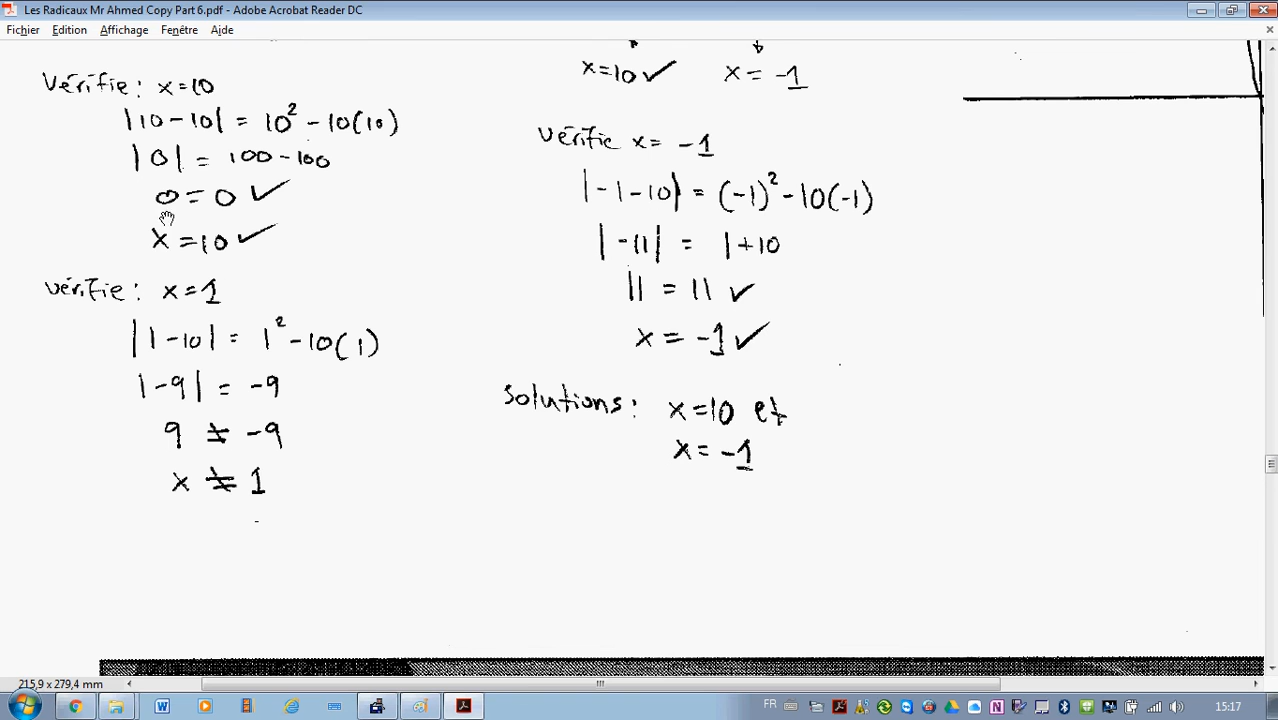 Les Radicaux Mr Ahmed Copy Part 6.pdf - Adobe Acrobat Reader DC
Fichier Edition Affichage Fenêtre Aide
Vérifie: x=10
|10-10| = 10² -10(10)
|0| = 100-100
0=0 ✓
x=10 ✓
vérifie: x=1
|1-10| = 1² -10(1)
|-9| = -9
9 ≠ -9
x ≠ 1
x=10 ✓ x = -1
Vérifie x= -1
|-1-10| = (-1)² -10(-1)
|-11| = 1+10
11 = 11 ✓
x = -1 ✓
Solutions: x=10 et
x= -1
215,9 x 279,4 mm
FR
15:17